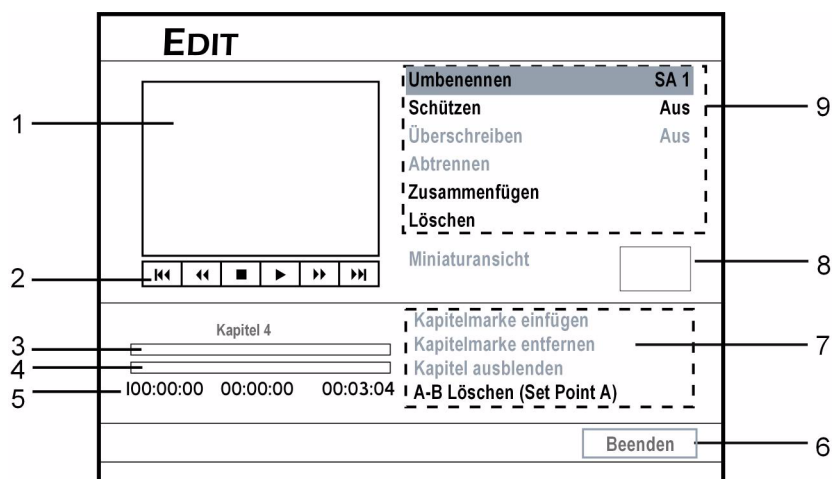 EDIT
Umbenennen SA 1
1 Schützen Aus 9
Überschreiben Aus
Abtrennen
Zusammenfügen
Löschen
Miniaturansicht 8
2
Kapitelmarke einfügen
Kapitel 4
3 Kapitelmarke entfernen 7
4 Kapitel ausblenden
5 00:00:00 00:00:00 00:03:04 A-B Löschen (Set Point A)
Beenden 6